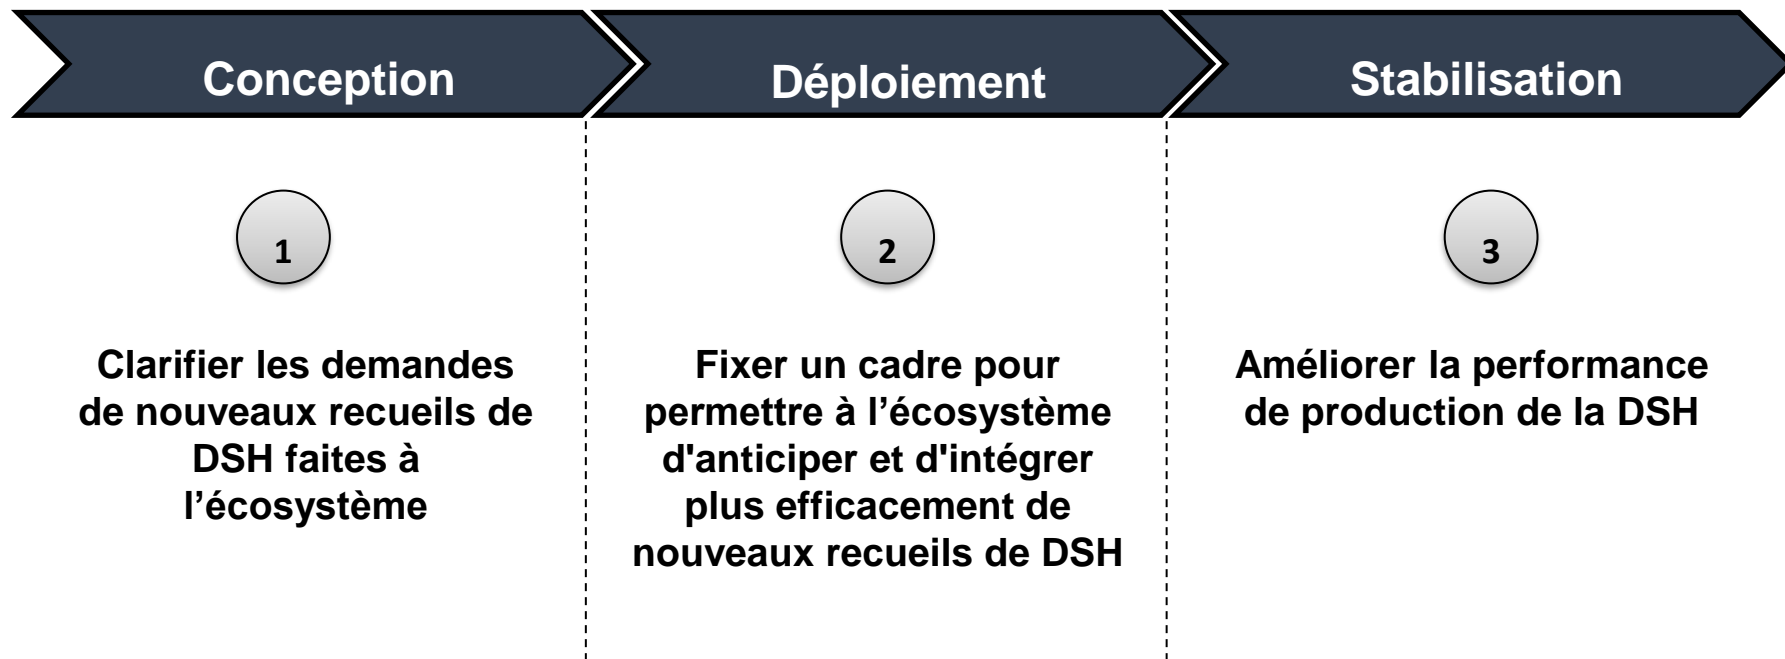 Conception
Déploiement
Stabilisation
1
Clarifier les demandes
de nouveaux recueils de
DSH faites à
l’écosystème
2
Fixer un cadre pour
permettre à l’écosystème
d'anticiper et d'intégrer
plus efficacement de
nouveaux recueils de DSH
3
Améliorer la performance
de production de la DSH